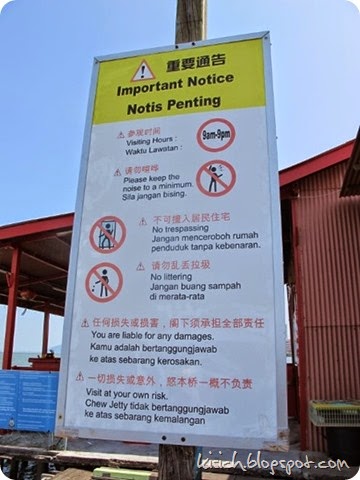 重要通告
Important Notice
Notis Penting
参观时间
Visiting Hours :
Waktu Lawatan :
9am-9pm
请勿喧哗
Please keep the
noise to a minimum.
Sila jangan bising.
不可擅入居民住宅
No trespassing
Jangan menceroboh rumah
penduduk tanpa kebenaran.
请勿乱丢垃圾
No littering
Jangan buang sampah
di merata-rata
任何损失或损害，阁下须承担全部责任
You are liable for any damages.
Kamu adalah bertanggungjawab
ke atas sebarang kerosakan.
一切损失或意外，姓周桥一概不负责
Visit at your own risk.
Chew Jetty tidak bertanggungjawab
ke atas sebarang kemalangan
kiiich.blogspot.com